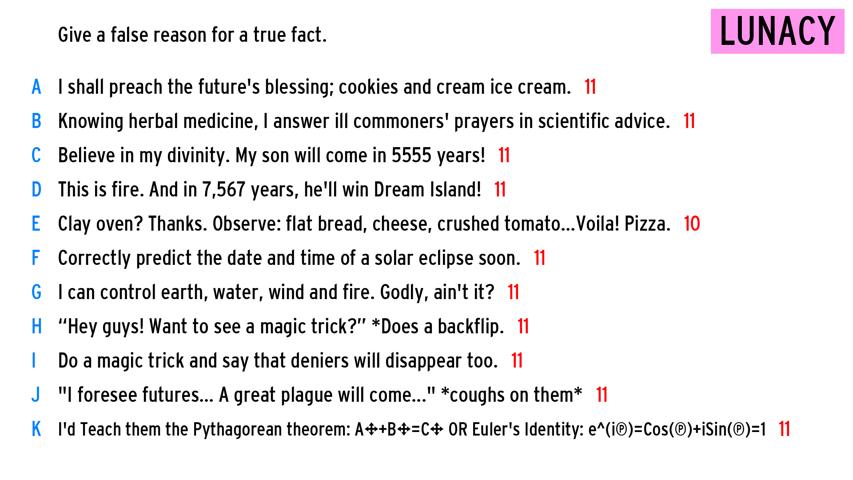 Give a false reason for a true fact.
LUNACY
A I shall preach the future's blessing; cookies and cream ice cream. 11
B Knowing herbal medicine, I answer ill commoners' prayers in scientific advice. 11
C Believe in my divinity. My son will come in 5555 years! 11
D This is fire. And in 7,567 years, he'll win Dream Island! 11
E Clay oven? Thanks. Observe: flat bread, cheese, crushed tomato...Voila! Pizza. 10
F Correctly predict the date and time of a solar eclipse soon. 11
G I can control earth, water, wind and fire. Godly, ain't it? 11
H “Hey guys! Want to see a magic trick?” *Does a backflip. 11
I Do a magic trick and say that deniers will disappear too. 11
J "I foresee futures... A great plague will come..." *coughs on them* 11
K I'd Teach them the Pythagorean theorem: A✢+B✢=C✢ OR Euler's Identity: e^(i℗)=Cos(℗)+iSin(℗)=1 11